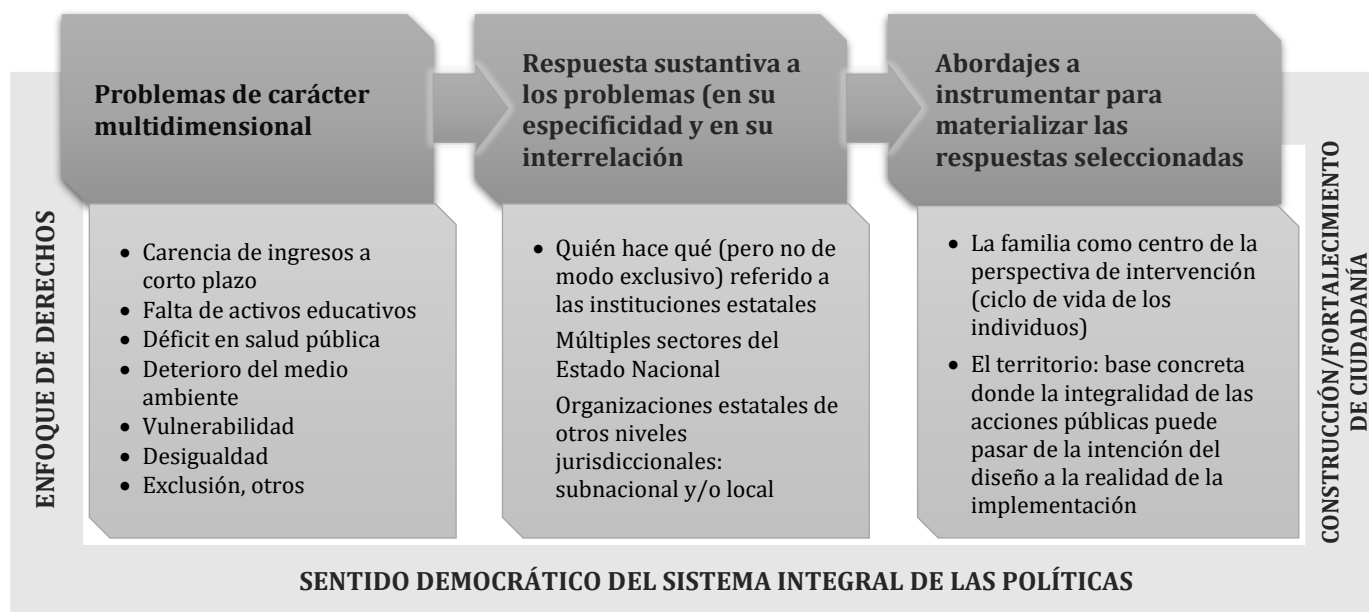 Problemas de carácter
multidimensional
Respuesta sustantiva a
los problemas (en su
especificidad y en su
interrelación
Abordajes a
instrumentar para
materializar las
respuestas seleccionadas
ENFOQUE DE DERECHOS
• Carencia de ingresos a
corto plazo
• Falta de activos educativos
• Déficit en salud pública
• Deterioro del medio
ambiente
• Vulnerabilidad
• Desigualdad
• Exclusión, otros
• Quién hace qué (pero no de
modo exclusivo) referido a
las instituciones estatales
Múltiples sectores del
Estado Nacional
Organizaciones estatales de
otros niveles
jurisdiccionales:
subnacional y/o local
• La familia como centro de la
perspectiva de intervención
(ciclo de vida de los
individuos)
• El territorio: base concreta
donde la integralidad de las
acciones públicas puede
pasar de la intención del
diseño a la realidad de la
implementación
CONSTRUCCIÓN/FORTALECIMIENTO
DE CIUDADANÍA
SENTIDO DEMOCRÁTICO DEL SISTEMA INTEGRAL DE LAS POLÍTICAS